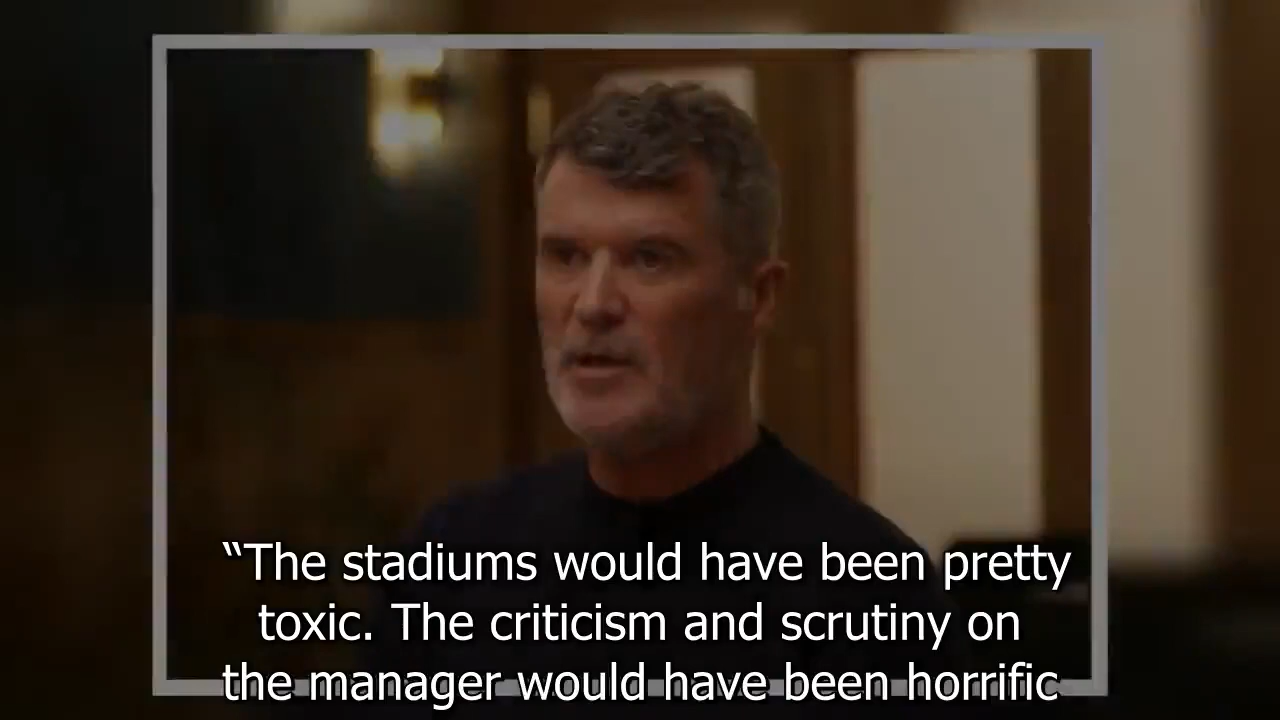 “The stadiums would have been pretty
toxic. The criticism and scrutiny on
the manager would have been horrific